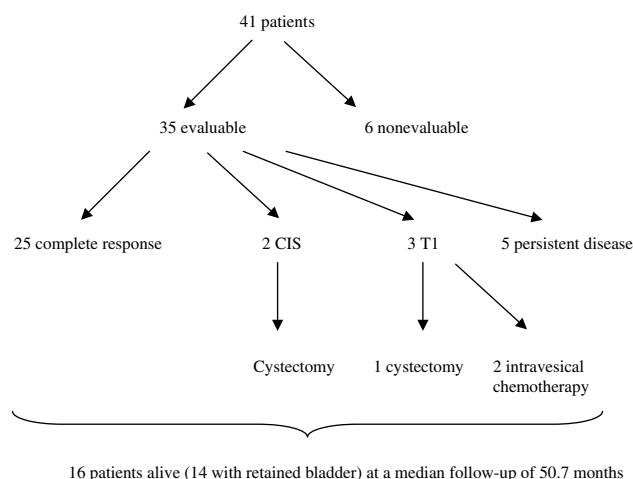 41 patients
35 evaluable
6 nonevaluable
25 complete response
2 CIS
3 T1
5 persistent disease
Cystectomy
1 cystectomy
2 intravesical
chemotherapy
16 patients alive (14 with retained bladder) at a median follow-up of 50.7 months